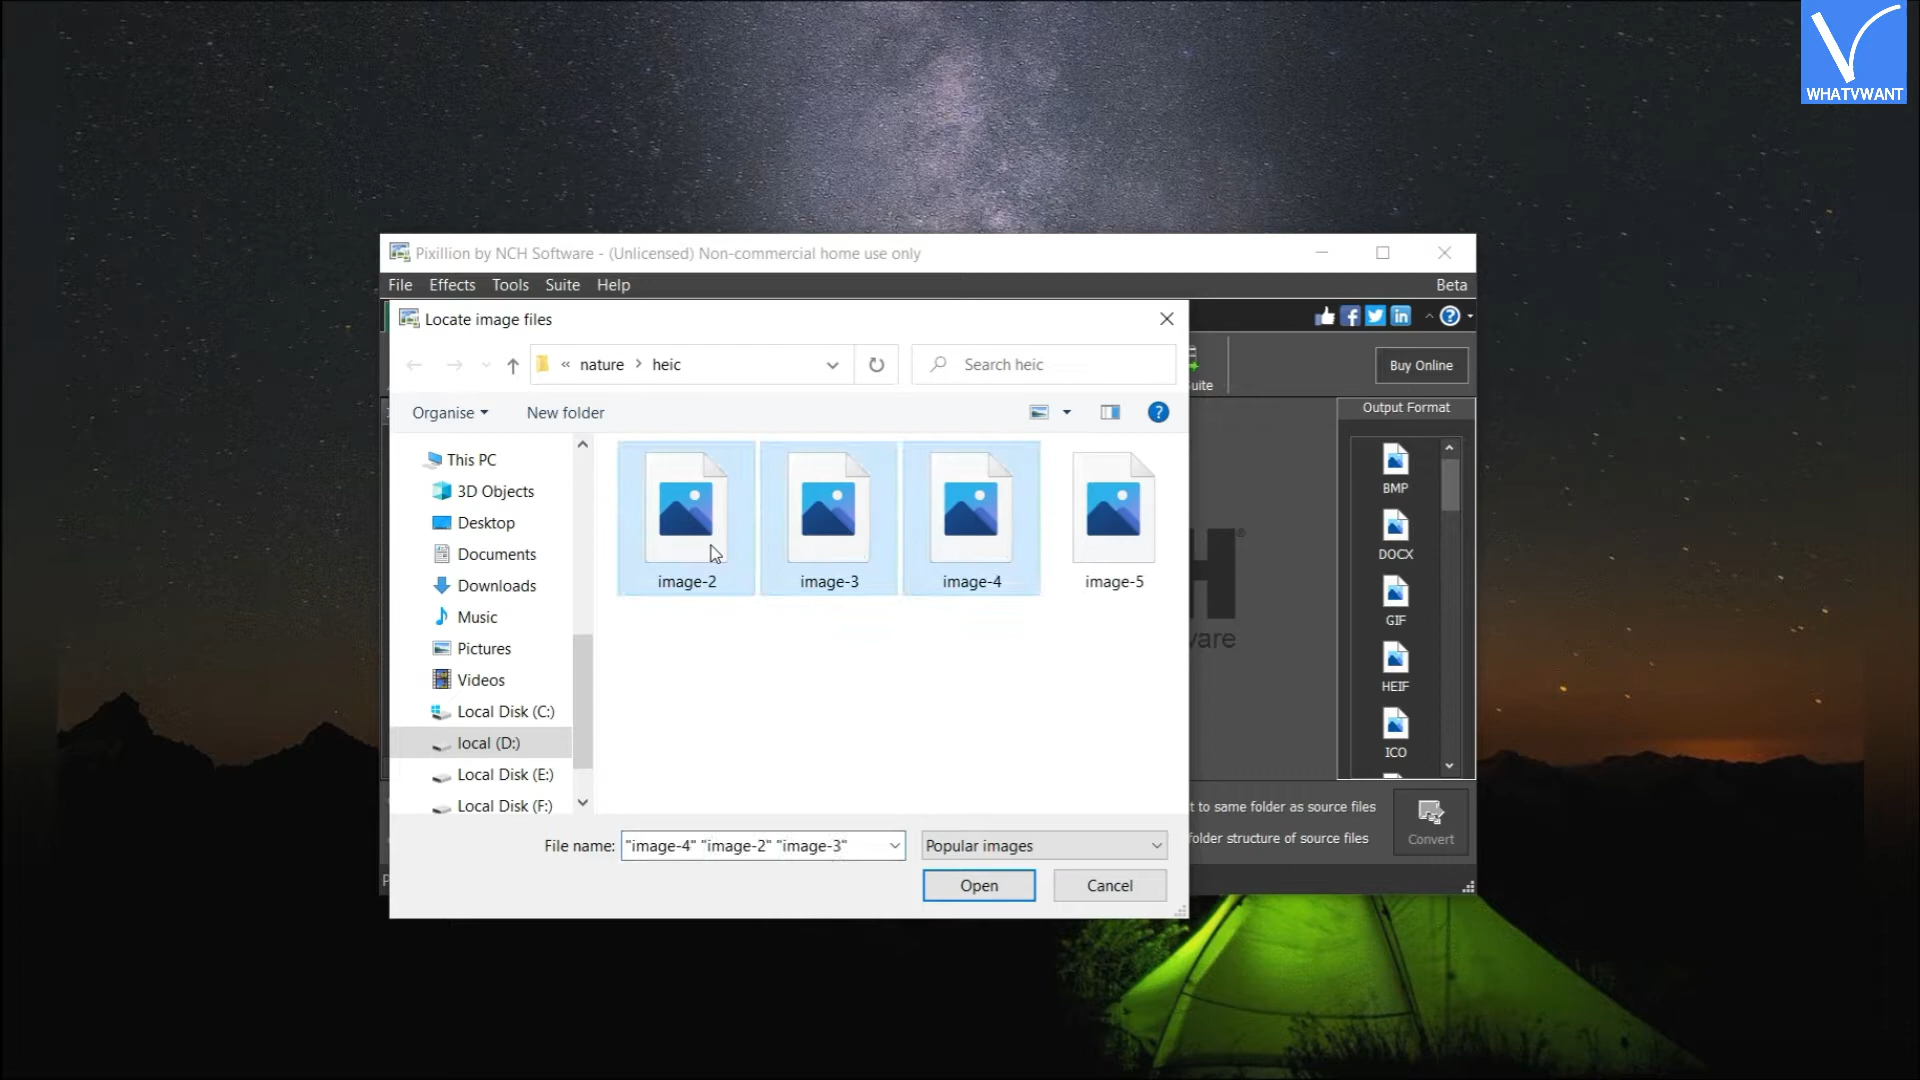 WHATVWANT
Pixillion by NCH Software - (Unlicensed) Non-commercial home use only
File Effects Tools Suite Help Beta
Locate image files
« nature > heic
Search heic
uite
Buy Online
Organise
New folder
Output Format
This PC
3D Objects
Desktop
Documents
Downloads
Music
Pictures
Videos
Local Disk (C:)
local (D:)
Local Disk (E:)
Local Disk (F:)
image-2
image-3
image-4
image-5
H®
ware
BMP
DOCX
GIF
HEIF
ICO
t to same folder as source files
folder structure of source files
Convert
File name: "image-4" "image-2" "image-3"
Popular images
Open
Cancel